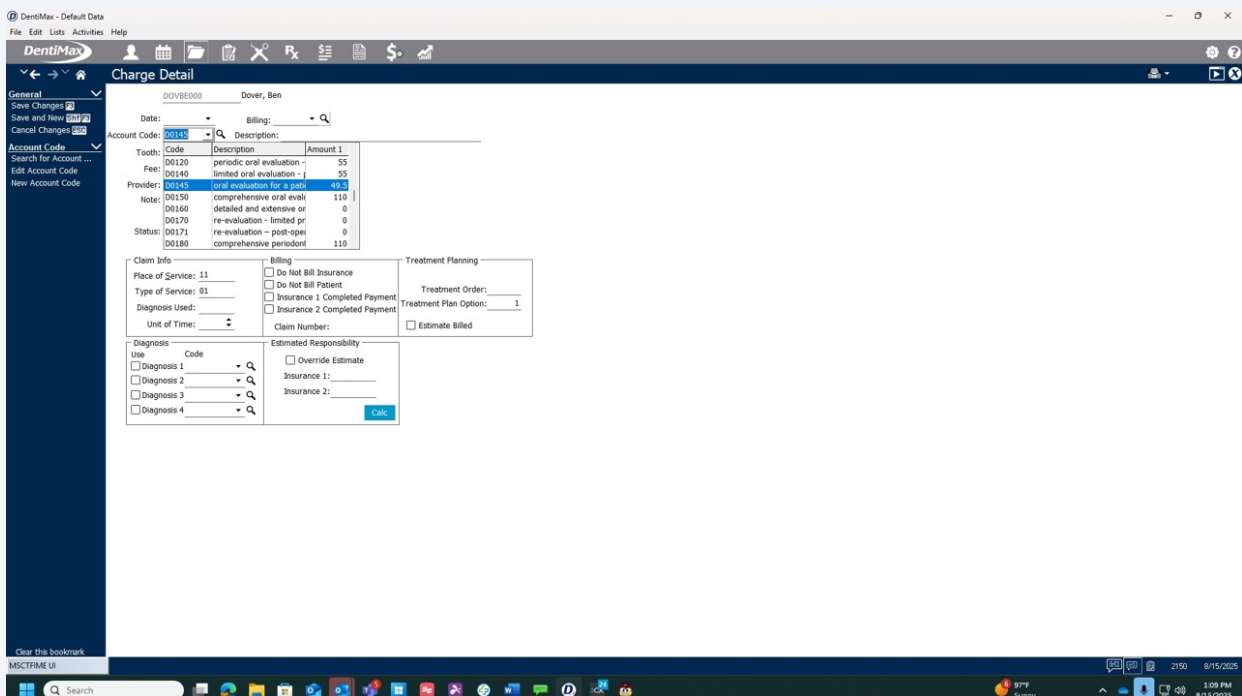 DentiMax - Default Data
File Edit Lists Activities Help
DentiMax
Charge Detail
General
Save Changes F3
Save and New Shift F3
Cancel Changes ESC
Account Code
Search for Account ...
Edit Account Code
New Account Code
DOVBE000 Dover, Ben
Date: Billing:
Account Code: D0145 Description:
Tooth:
Fee:
Provider:
Note:
Status:
Code Description Amount 1
D0120 periodic oral evaluation - 55
D0140 limited oral evaluation - 55
D0145 oral evaluation for a pati 49.5
D0150 comprehensive oral evalu 110
D0160 detailed and extensive or 0
D0170 re-evaluation - limited pr 0
D0171 re-evaluation – post-oper 0
D0180 comprehensive periodont 110
Claim Info
Place of Service: 11
Type of Service: 01
Diagnosis Used:
Unit of Time:
Billing
Do Not Bill Insurance
Do Not Bill Patient
Insurance 1 Completed Payment
Insurance 2 Completed Payment
Claim Number:
Treatment Planning
Treatment Order:
Treatment Plan Option: 1
Estimate Billed
Diagnosis
Use Code
Diagnosis 1
Diagnosis 2
Diagnosis 3
Diagnosis 4
Estimated Responsibility
Override Estimate
Insurance 1:
Insurance 2:
Calc
Clear this bookmark
MSCTFIME UI
2150 8/15/2025
Search
97°F
Sunny
1:09 PM
8/15/2025